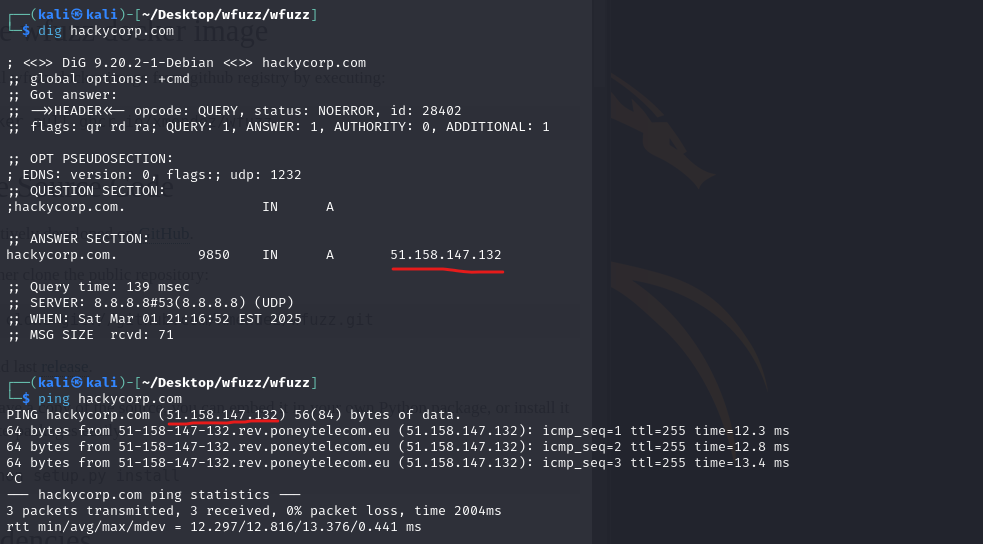 ┌──(kali㉿kali)-[~/Desktop/wfuzz/wfuzz]
└─$ dig hackycorp.com
; <<>> DiG 9.20.2-1-Debian <<>> hackycorp.com
;; global options: +cmd
;; Got answer:
;; ->>HEADER<<- opcode: QUERY, status: NOERROR, id: 28402
;; flags: qr rd ra; QUERY: 1, ANSWER: 1, AUTHORITY: 0, ADDITIONAL: 1
;; OPT PSEUDOSECTION:
; EDNS: version: 0, flags:; udp: 1232
;; QUESTION SECTION:
;hackycorp.com. IN A
;; ANSWER SECTION:
hackycorp.com. 9850 IN A 51.158.147.132
;; Query time: 139 msec
;; SERVER: 8.8.8.8#53(8.8.8.8) (UDP)
;; WHEN: Sat Mar 01 21:16:52 EST 2025
;; MSG SIZE rcvd: 71
┌──(kali㉿kali)-[~/Desktop/wfuzz/wfuzz]
└─$ ping hackycorp.com
PING hackycorp.com (51.158.147.132) 56(84) bytes of data.
64 bytes from 51-158-147-132.rev.poneytelecom.eu (51.158.147.132): icmp_seq=1 ttl=255 time=12.3 ms
64 bytes from 51-158-147-132.rev.poneytelecom.eu (51.158.147.132): icmp_seq=2 ttl=255 time=12.8 ms
64 bytes from 51-158-147-132.rev.poneytelecom.eu (51.158.147.132): icmp_seq=3 ttl=255 time=13.4 ms
^C
--- hackycorp.com ping statistics ---
3 packets transmitted, 3 received, 0% packet loss, time 2004ms
rtt min/avg/max/mdev = 12.297/12.816/13.376/0.441 ms